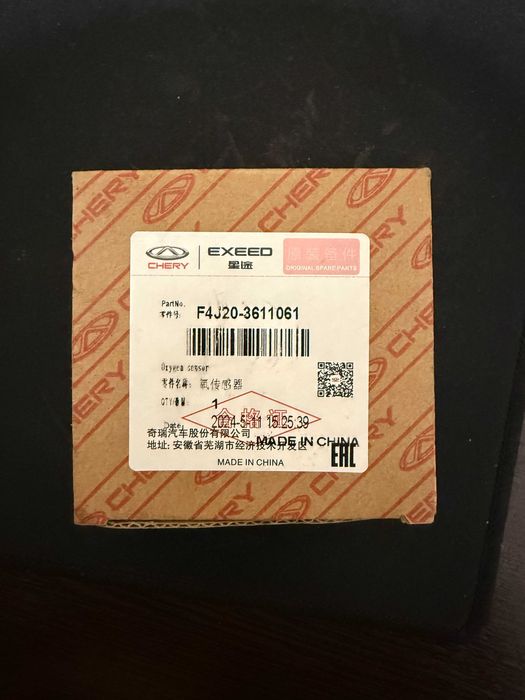 CHERY
EXEED
星途
原装备件
ORIGINAL SPARE PARTS
PartNo.
零件号: F4J20-3611061
Oxygen sensor
零件名称: 氧传感器
QTY/数量: 1
合格证
Date: 2024-5-11 15:25:39
奇瑞汽车股份有限公司
MADE IN CHINA
地址: 安徽省芜湖市经济技术开发区
MADE IN CHINA
EAC
CHERY
CHERY
CHERY
CHERY
CHERY